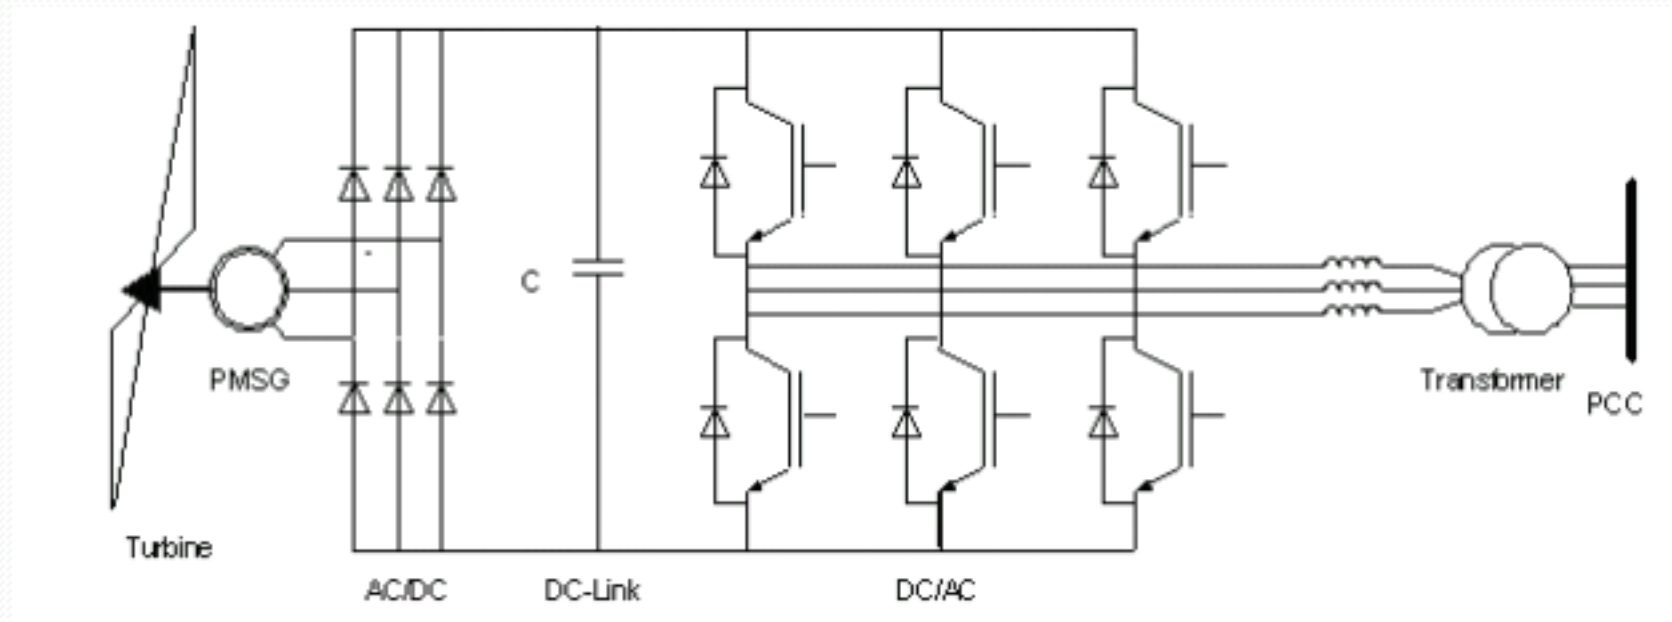 C
PMSG
Transformer
PCC
Turbine
AC/DC
DC-Link
DC/AC